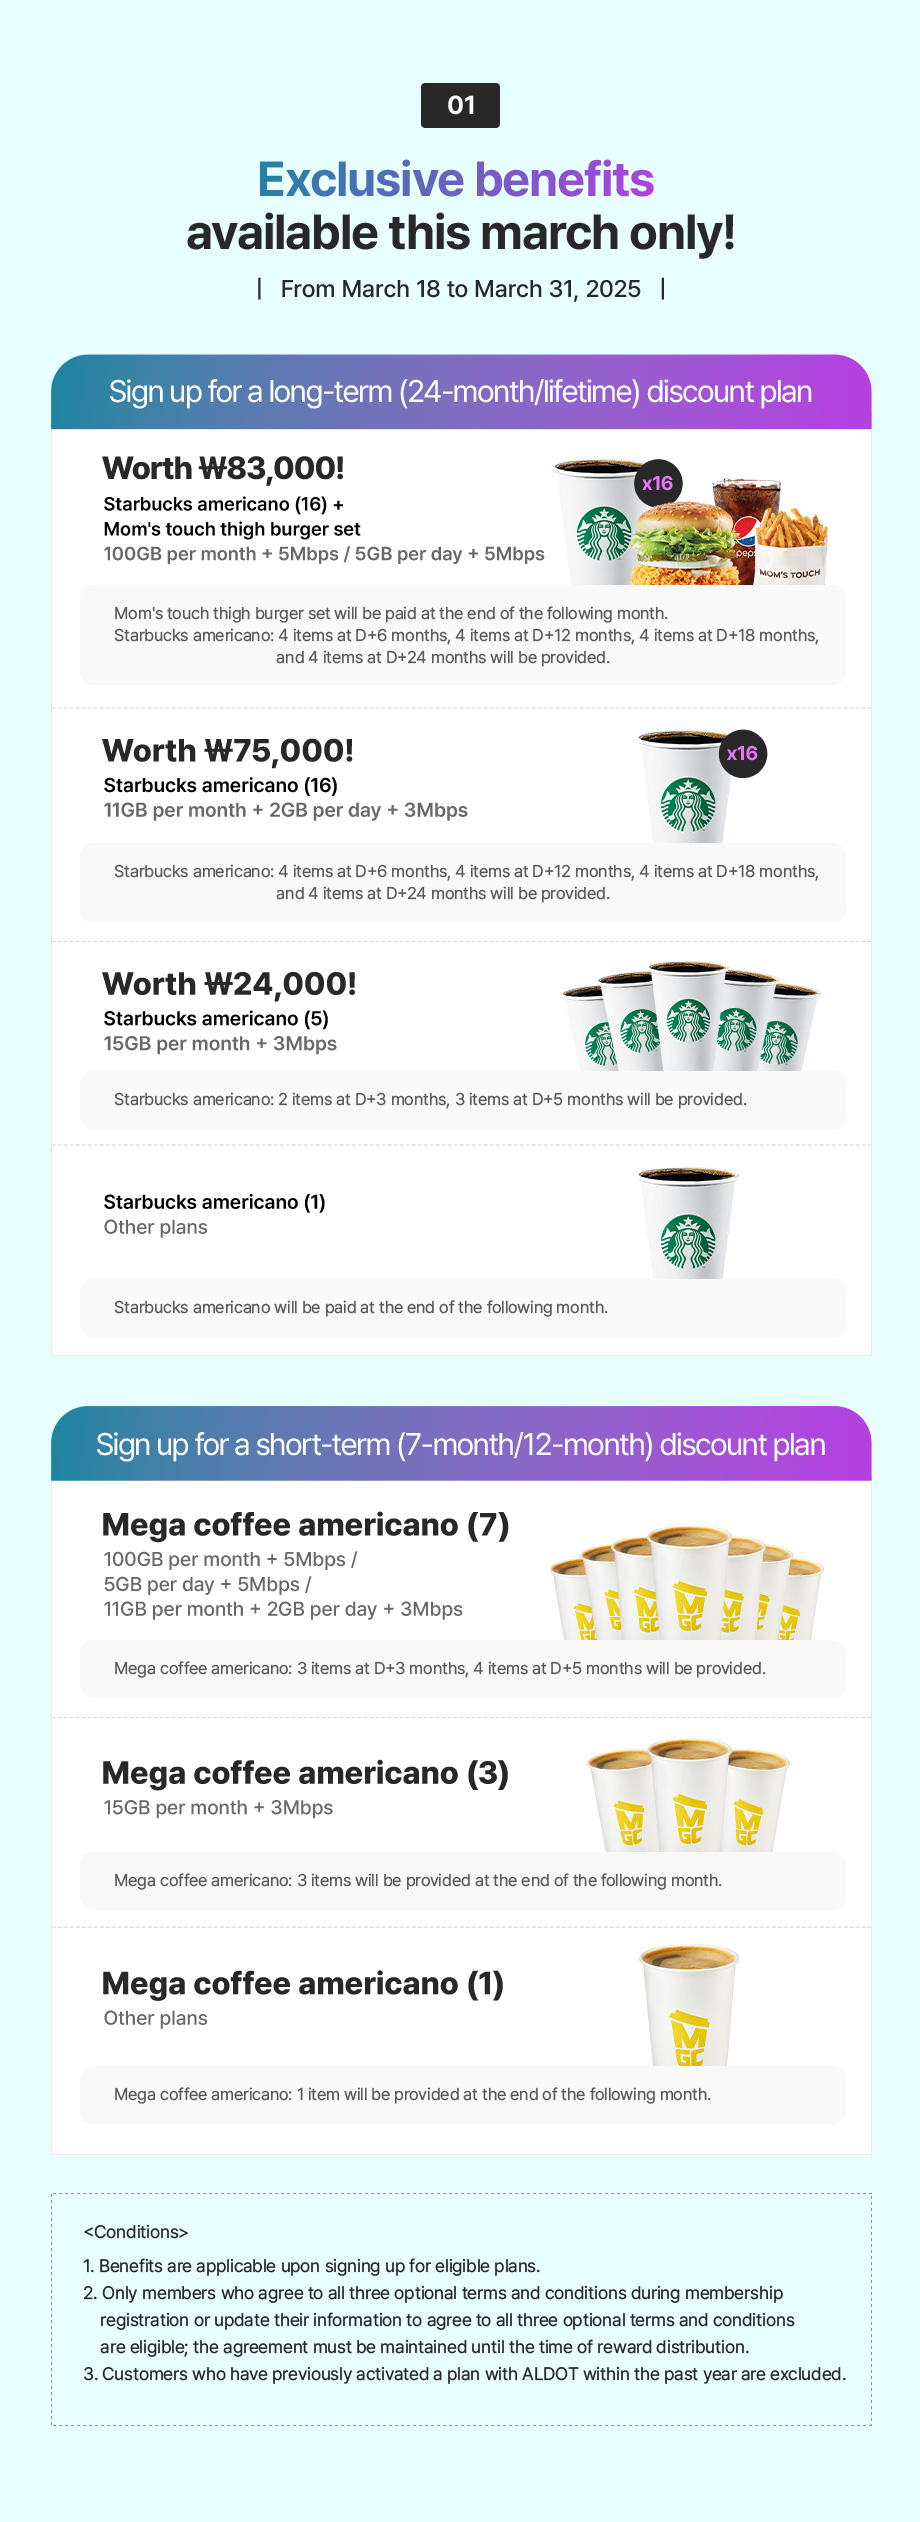 01
Exclusive benefits
available this march only!
| From March 18 to March 31, 2025 |
Sign up for a long-term (24-month/lifetime) discount plan
Worth ₩83,000!
Starbucks americano (16) +
Mom's touch thigh burger set
100GB per month + 5Mbps / 5GB per day + 5Mbps
x16
peps
MOM'S TOUCH
Mom's touch thigh burger set will be paid at the end of the following month.
Starbucks americano: 4 items at D+6 months, 4 items at D+12 months, 4 items at D+18 months,
and 4 items at D+24 months will be provided.
Worth ₩75,000!
Starbucks americano (16)
11GB per month + 2GB per day + 3Mbps
x16
Starbucks americano: 4 items at D+6 months, 4 items at D+12 months, 4 items at D+18 months,
and 4 items at D+24 months will be provided.
Worth ₩24,000!
Starbucks americano (5)
15GB per month + 3Mbps
Starbucks americano: 2 items at D+3 months, 3 items at D+5 months will be provided.
Starbucks americano (1)
Other plans
Starbucks americano will be paid at the end of the following month.
Sign up for a short-term (7-month/12-month) discount plan
Mega coffee americano (7)
100GB per month + 5Mbps /
5GB per day + 5Mbps /
11GB per month + 2GB per day + 3Mbps
MGC
Mega coffee americano: 3 items at D+3 months, 4 items at D+5 months will be provided.
Mega coffee americano (3)
15GB per month + 3Mbps
MGC MGC MGC
Mega coffee americano: 3 items will be provided at the end of the following month.
Mega coffee americano (1)
Other plans
MGC
Mega coffee americano: 1 item will be provided at the end of the following month.
<Conditions>
1. Benefits are applicable upon signing up for eligible plans.
2. Only members who agree to all three optional terms and conditions during membership
registration or update their information to agree to all three optional terms and conditions
are eligible; the agreement must be maintained until the time of reward distribution.
3. Customers who have previously activated a plan with ALDOT within the past year are excluded.